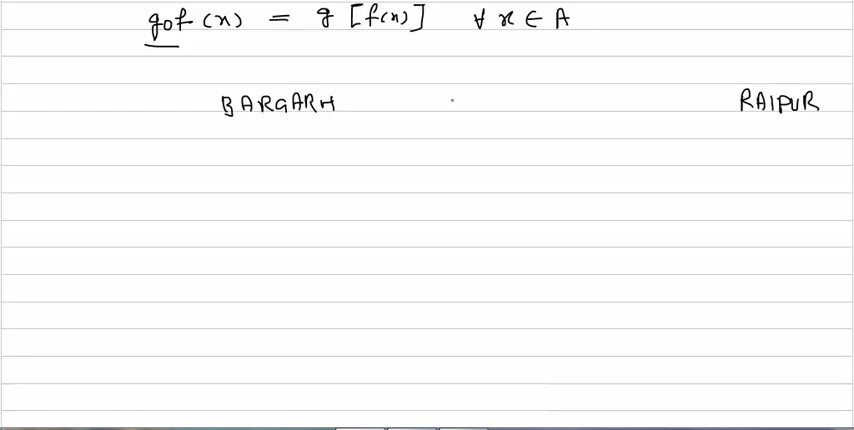 gof (x) = g [f(x)] ∀ x ∈ A
BARGARH RAIPUR